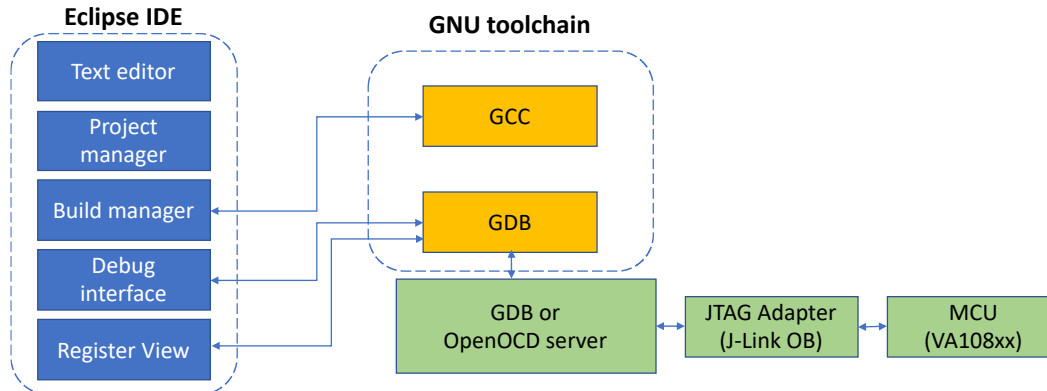 Eclipse IDE
Text editor
Project
manager
Build manager
Debug
interface
Register View
GNU toolchain
GCC
GDB
GDB or
OpenOCD server
JTAG Adapter
(J-Link OB)
MCU
(VA108xx)